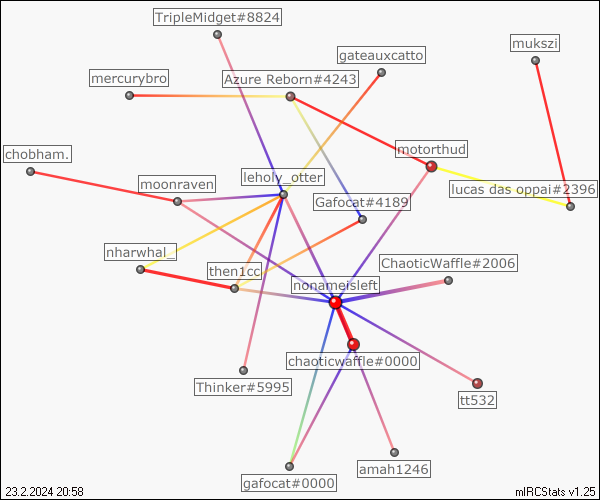 TripleMidget#8824
mukszi
gateauxcatto
mercurybro
Azure Reborn#4243
motorthud
chobham.
leholy_otter
moonraven
lucas das oppai#2396
Gafocat#4189
nharwhal_
ChaoticWaffle#2006
then1cc
nonameisleft
chaoticwaffle#0000
Thinker#5995
tt532
amah1246
gafocat#0000
23.2.2024 20:58
mIRCStats v1.25